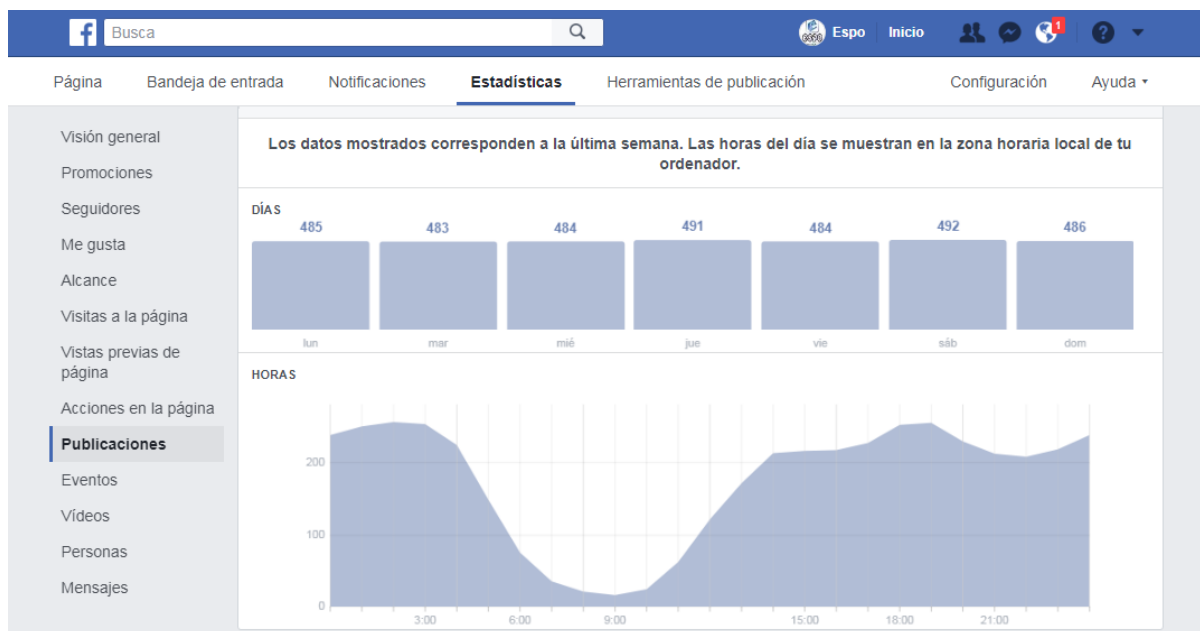 f
Busca
Espo
Inicio
1
?
Página
Bandeja de entrada
Notificaciones
Estadísticas
Herramientas de publicación
Configuración
Ayuda
Visión general
Promociones
Seguidores
Me gusta
Alcance
Visitas a la página
Vistas previas de
página
Acciones en la página
Publicaciones
Eventos
Vídeos
Personas
Mensajes
Los datos mostrados corresponden a la última semana. Las horas del día se muestran en la zona horaria local de tu
ordenador.
DÍAS
485 483 484 491 484 492 486
lun mar mié jue vie sáb dom
HORAS
200
100
0
3:00 6:00 9:00 15:00 18:00 21:00